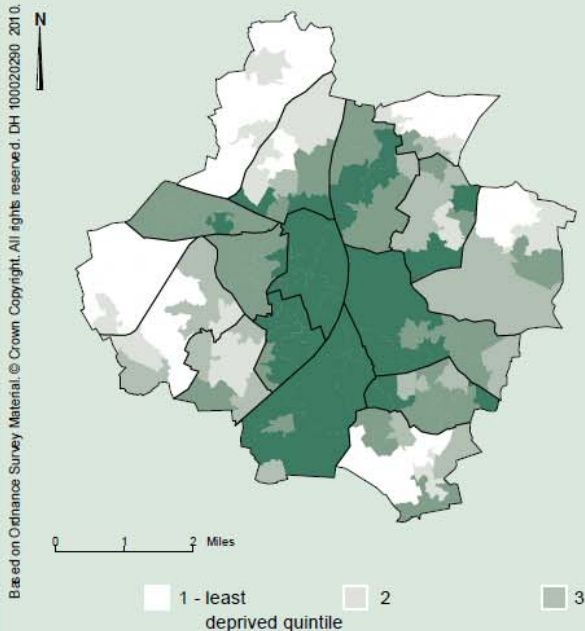 Based on Ordnance Survey Material. © Crown Copyright. All rights reserved. DH 100020290 2010.
N
0 1 2 Miles
1 - least deprived quintile
2
3